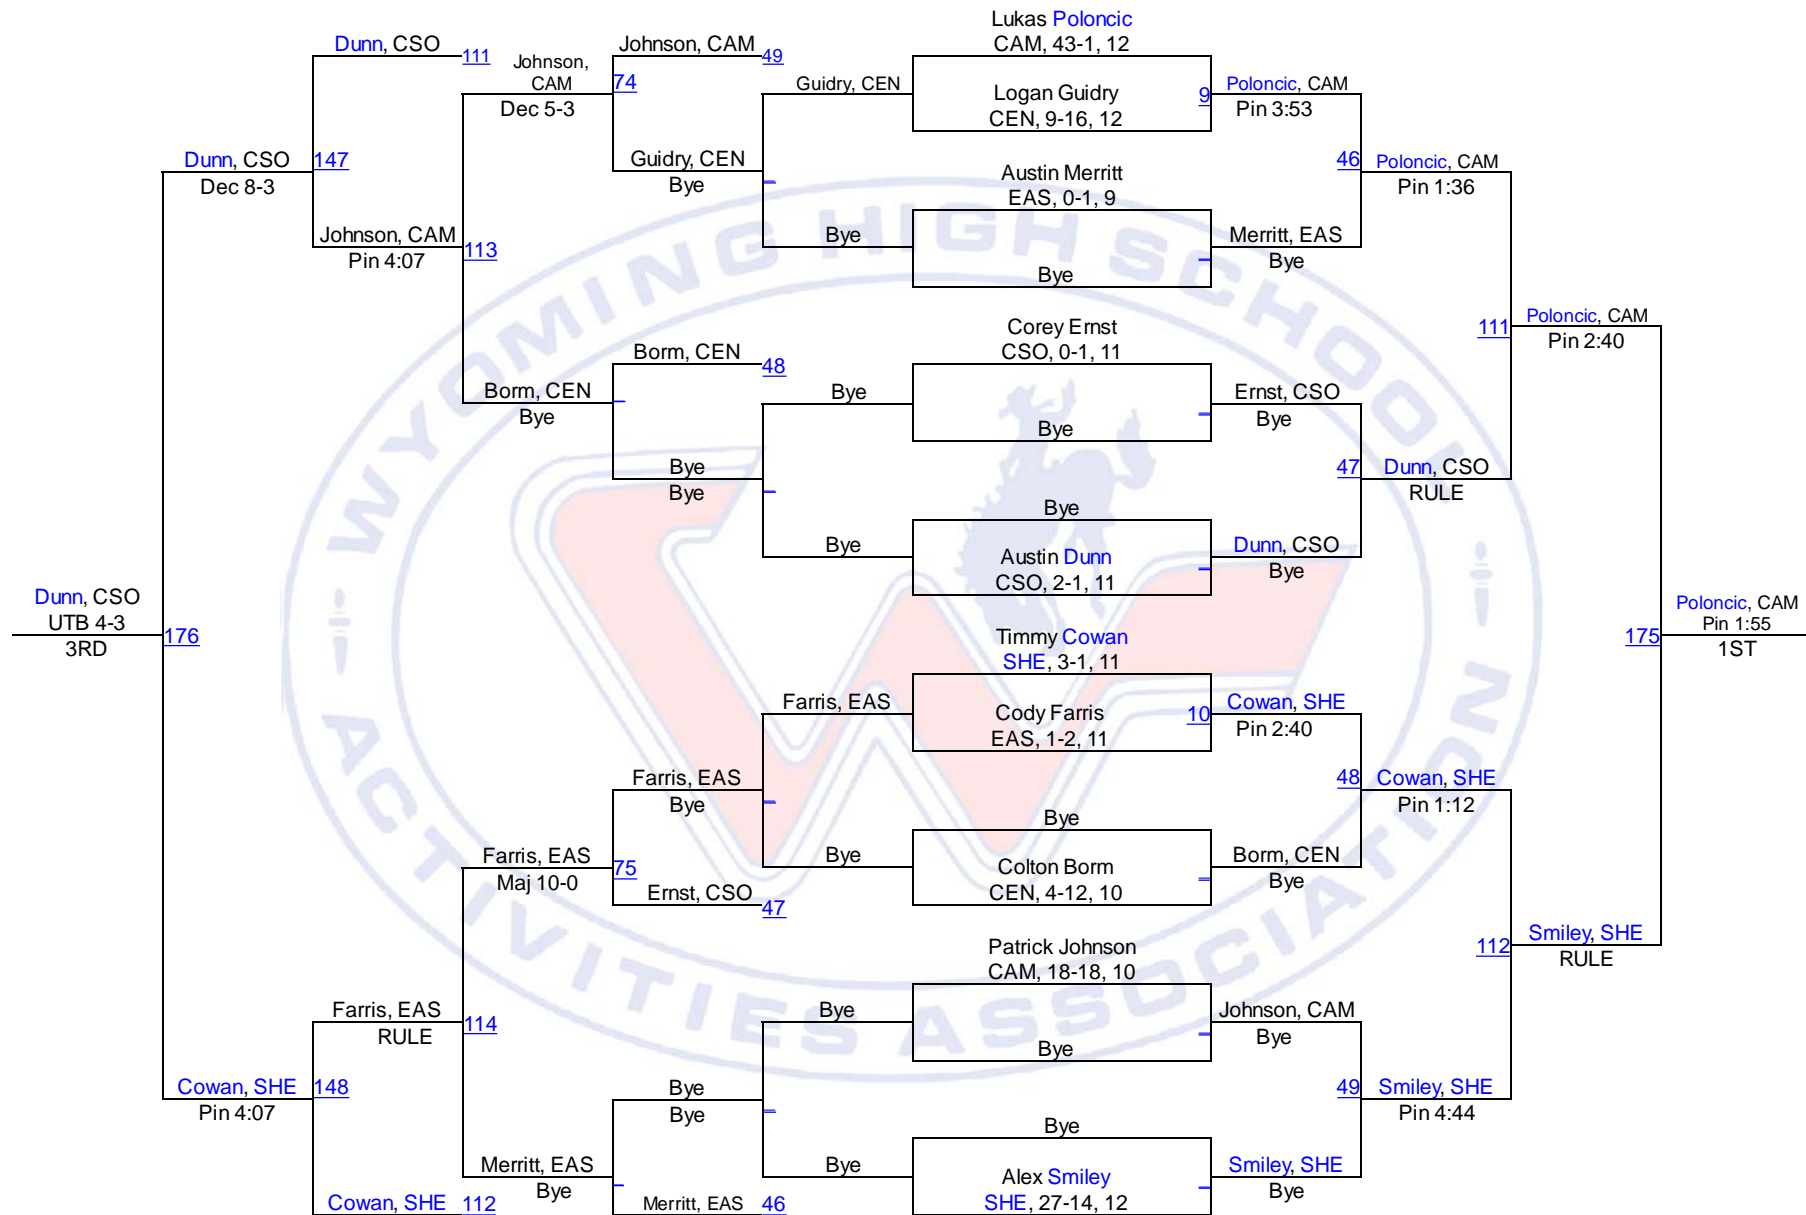 Dunn, CSO
111
Johnson,
CAM
Dec 5-3
Johnson, CAM
49
74
Guidry, CEN
Bye
Guidry, CEN
Lukas Poloncic
CAM, 43-1, 12
Logan Guidry
CEN, 9-16, 12
9
Poloncic, CAM
Pin 3:53
Dunn, CSO
Dec 8-3
147
Johnson, CAM
Pin 4:07
113
Austin Merritt
EAS, 0-1, 9
Bye
Bye
Merritt, EAS
Bye
46
Poloncic, CAM
Pin 1:36
Borm, CEN
48
Borm, CEN
Bye
Bye
Bye
Bye
Corey Ernst
CSO, 0-1, 11
Bye
Ernst, CSO
Bye
47
Dunn, CSO
RULE
111
Poloncic, CAM
Pin 2:40
Bye
Bye
Austin Dunn
CSO, 2-1, 11
Dunn, CSO
Bye
Dunn, CSO
UTB 4-3
3RD
176
175
Poloncic, CAM
Pin 1:55
1ST
Timmy Cowan
SHE, 3-1, 11
Farris, EAS
Cody Farris
EAS, 1-2, 11
10
Cowan, SHE
Pin 2:40
Farris, EAS
Bye
48
Cowan, SHE
Pin 1:12
Farris, EAS
Maj 10-0
75
Ernst, CSO
47
Bye
Bye
Colton Borm
CEN, 4-12, 10
Borm, CEN
Bye
112
Smiley, SHE
RULE
Patrick Johnson
CAM, 18-18, 10
Bye
Bye
Johnson, CAM
Bye
Farris, EAS
RULE
114
Cowan, SHE
Pin 4:07
148
Bye
Bye
49
Smiley, SHE
Pin 4:44
Merritt, EAS
Bye
Bye
Bye
Alex Smiley
SHE, 27-14, 12
Smiley, SHE
Bye
Cowan, SHE
112
Merritt, EAS
46
WYOMING HIGH SCHOOL
ACTIVITIES ASSOCIATION